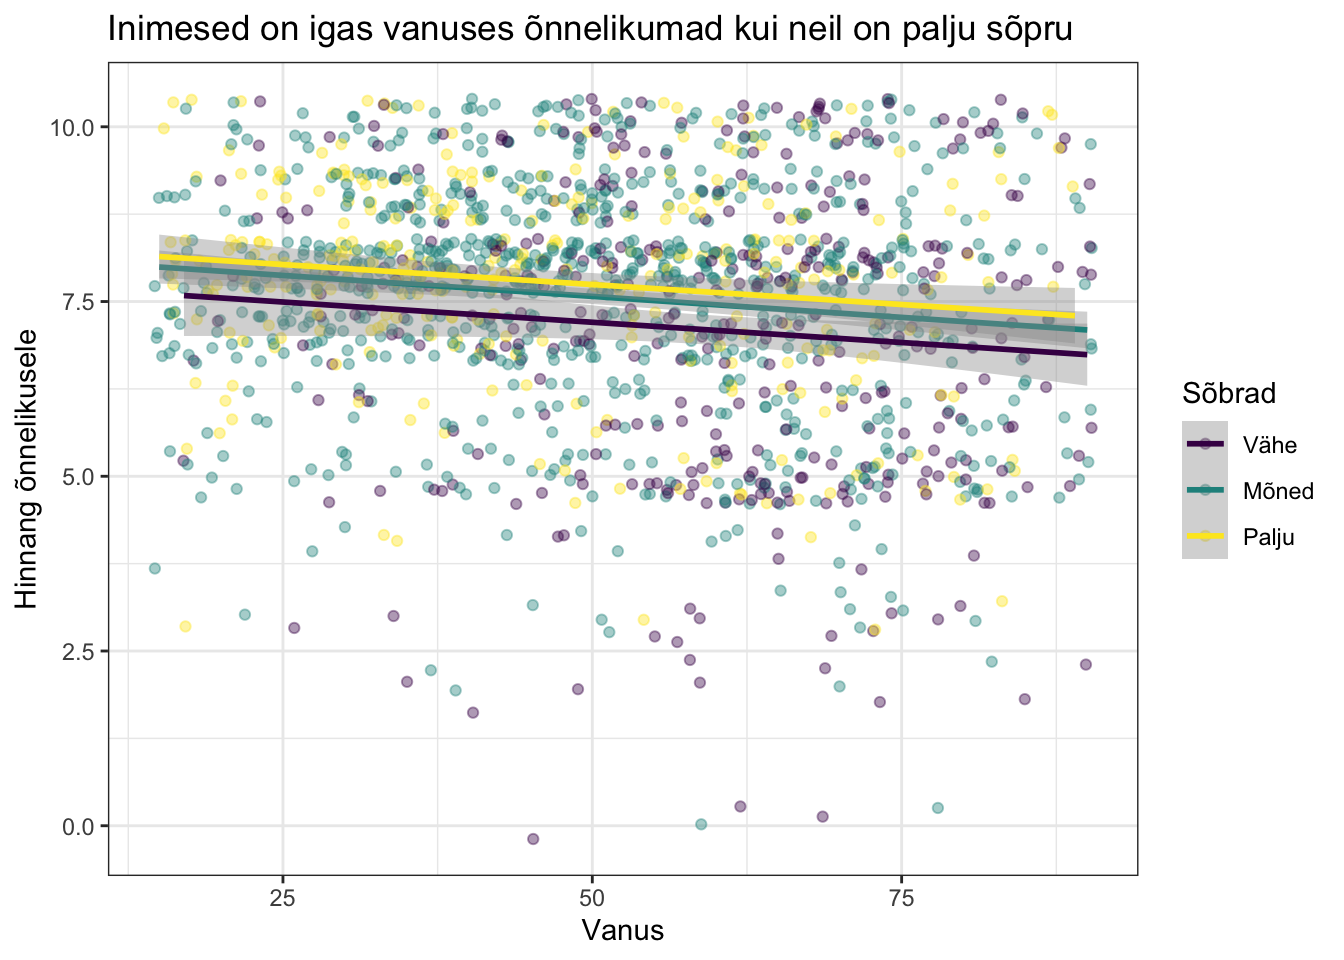 Inimesed on igas vanuses õnnelikumad kui neil on palju sõpru
Hinnang õnnelikusele
10.0
7.5
5.0
2.5
0.0
25
50
75
Vanus
Sõbrad
Vähe
Mõned
Palju